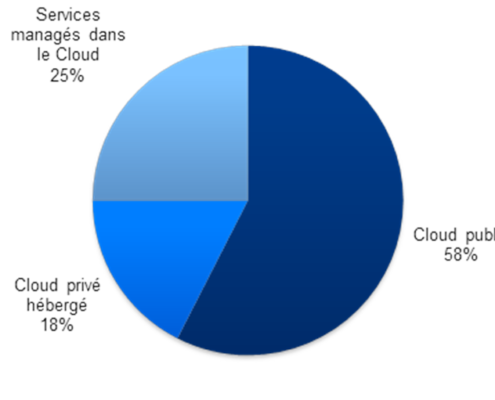 Services
managés dans
le Cloud
25%
Cloud publ
58%
Cloud privé
hébergé
18%